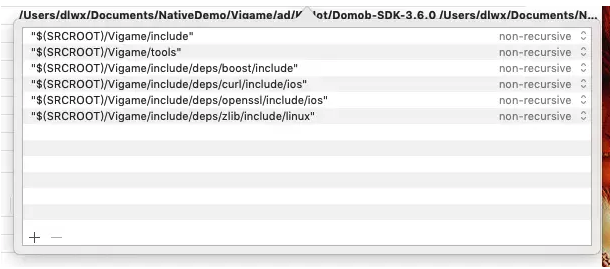 /Users/dlwx/Documents/NativeDemo/Vigame/ad/ /Domob-SDK-3.6.0 /Users/dlwx/Documents/N...
"$(SRCROOT)/Vigame/include" non-recursive
"$(SRCROOT)/Vigame/tools" non-recursive
"$(SRCROOT)/Vigame/include/deps/boost/include" non-recursive
"$(SRCROOT)/Vigame/include/deps/curl/include/ios" non-recursive
"$(SRCROOT)/Vigame/include/deps/openssl/include/ios" non-recursive
"$(SRCROOT)/Vigame/include/deps/zlib/include/linux" non-recursive
+ −